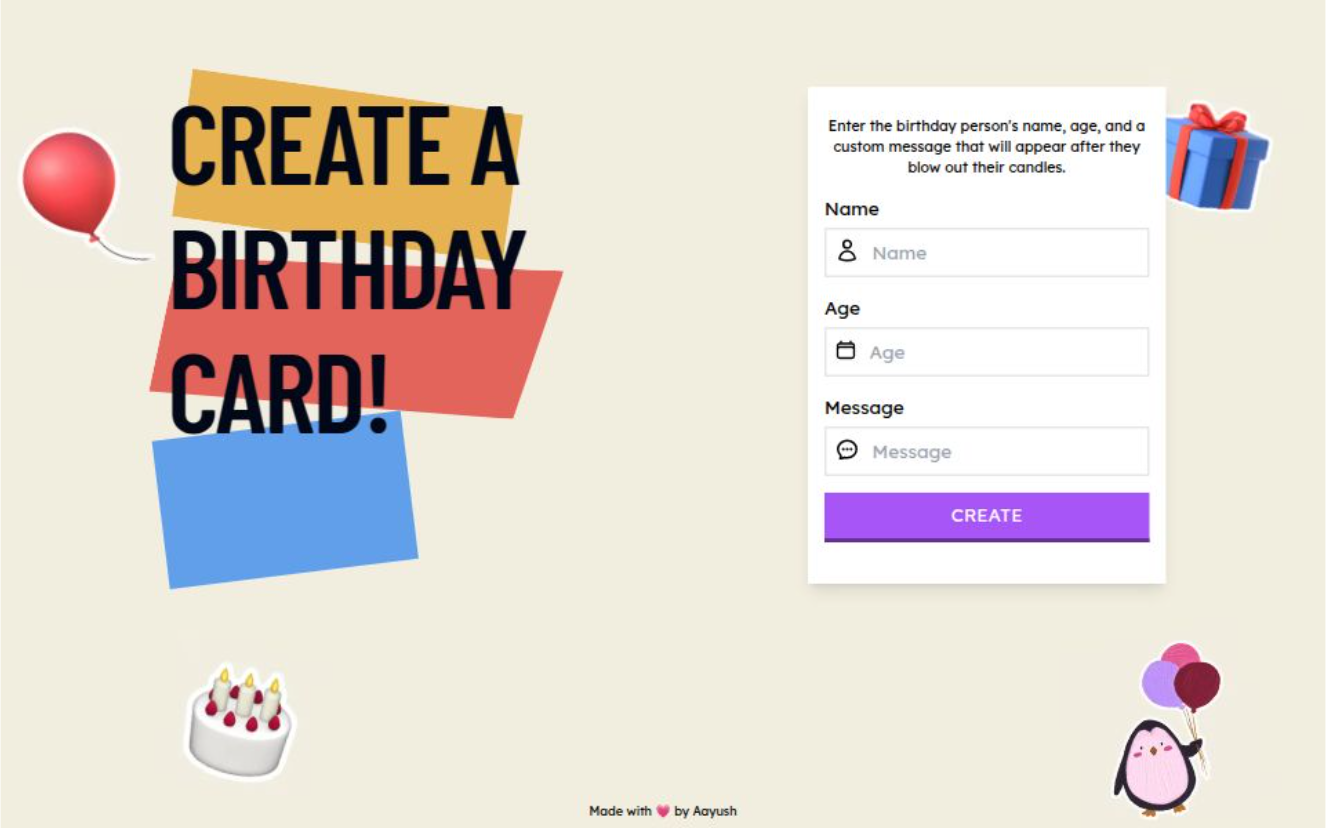 CREATE A
BIRTHDAY
CARD!
Enter the birthday person's name, age, and a
custom message that will appear after they
blow out their candles.
Name
Name
Age
Age
Message
Message
CREATE
Made with 💗 by Aayush